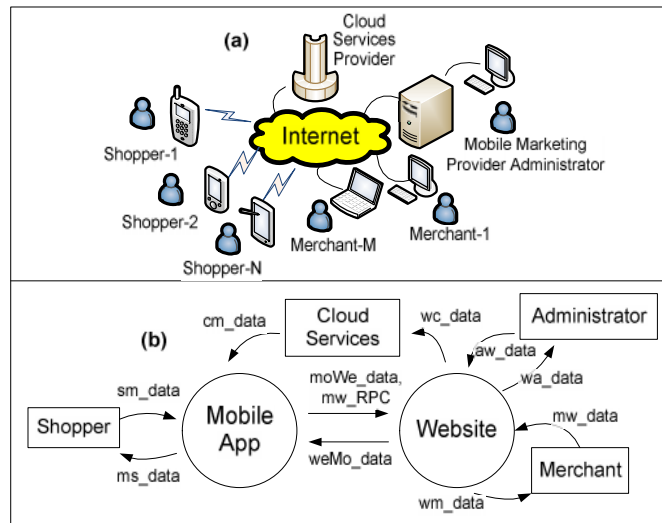 (a)
Cloud
Services
Provider
Internet
Shopper-1
Shopper-2
Shopper-N
Merchant-M
Merchant-1
Mobile Marketing
Provider Administrator
(b)
Cloud
Services
Administrator
cm_data
wc_data
aw_data
wa_data
sm_data
Shopper
ms_data
Mobile
App
moWe_data,
mw_RPC
weMo_data
Website
mw_data
Merchant
wm_data